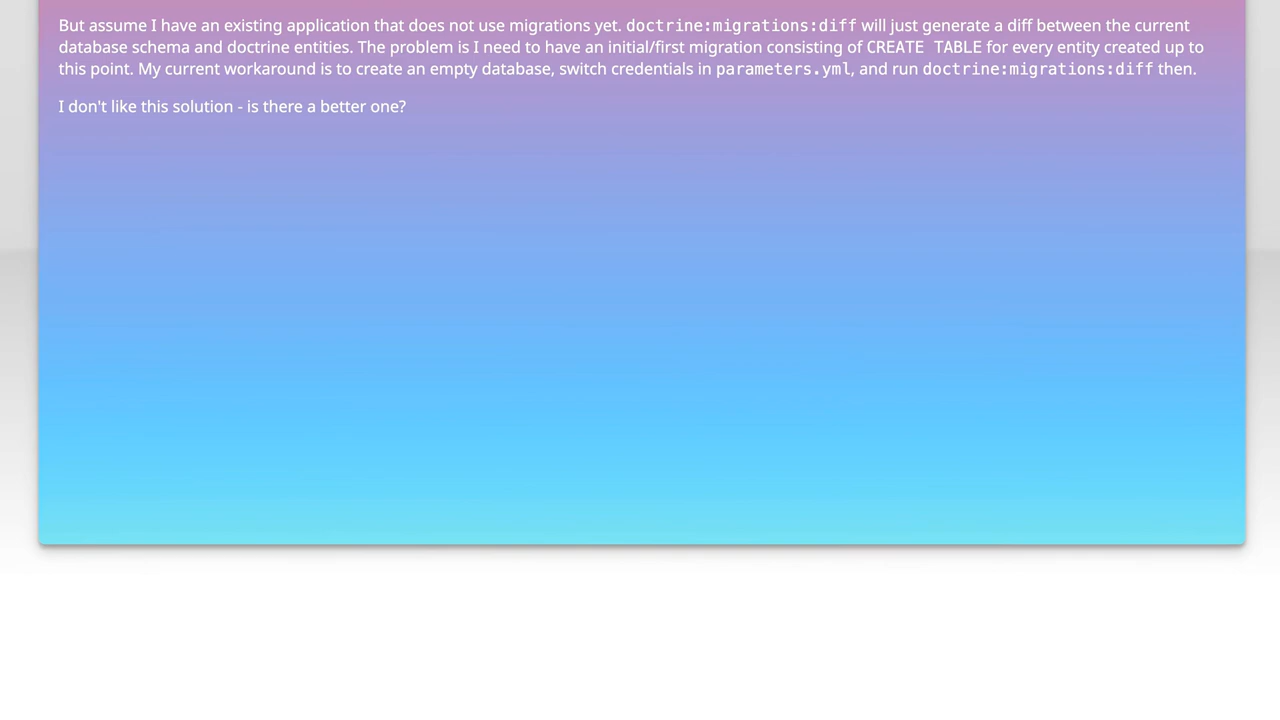 But assume I have an existing application that does not use migrations yet. doctrine:migrations:diff will just generate a diff between the current
database schema and doctrine entities. The problem is I need to have an initial/first migration consisting of CREATE TABLE for every entity created up to
this point. My current workaround is to create an empty database, switch credentials in parameters.yml, and run doctrine:migrations:diff then.
I don't like this solution - is there a better one?